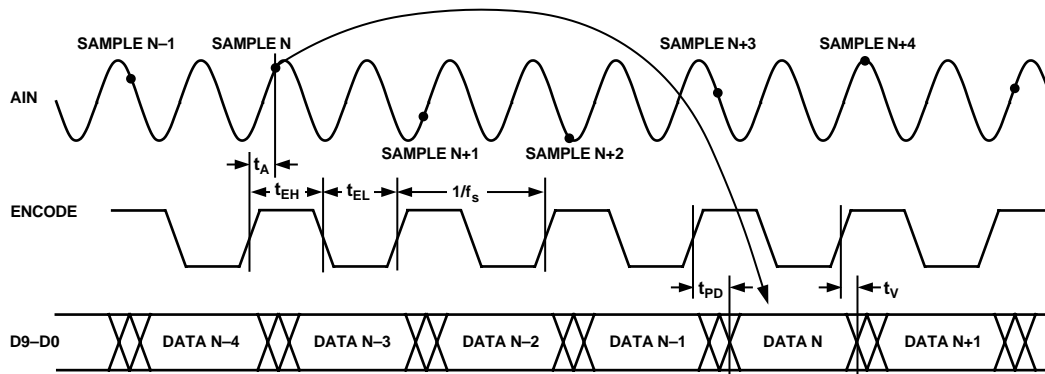 SAMPLE N–1
SAMPLE N
SAMPLE N+3
SAMPLE N+4
AIN
SAMPLE N+1
SAMPLE N+2
tA
tEH
tEL
1/fs
ENCODE
tPD
tV
D9–D0
DATA N–4
DATA N–3
DATA N–2
DATA N–1
DATA N
DATA N+1